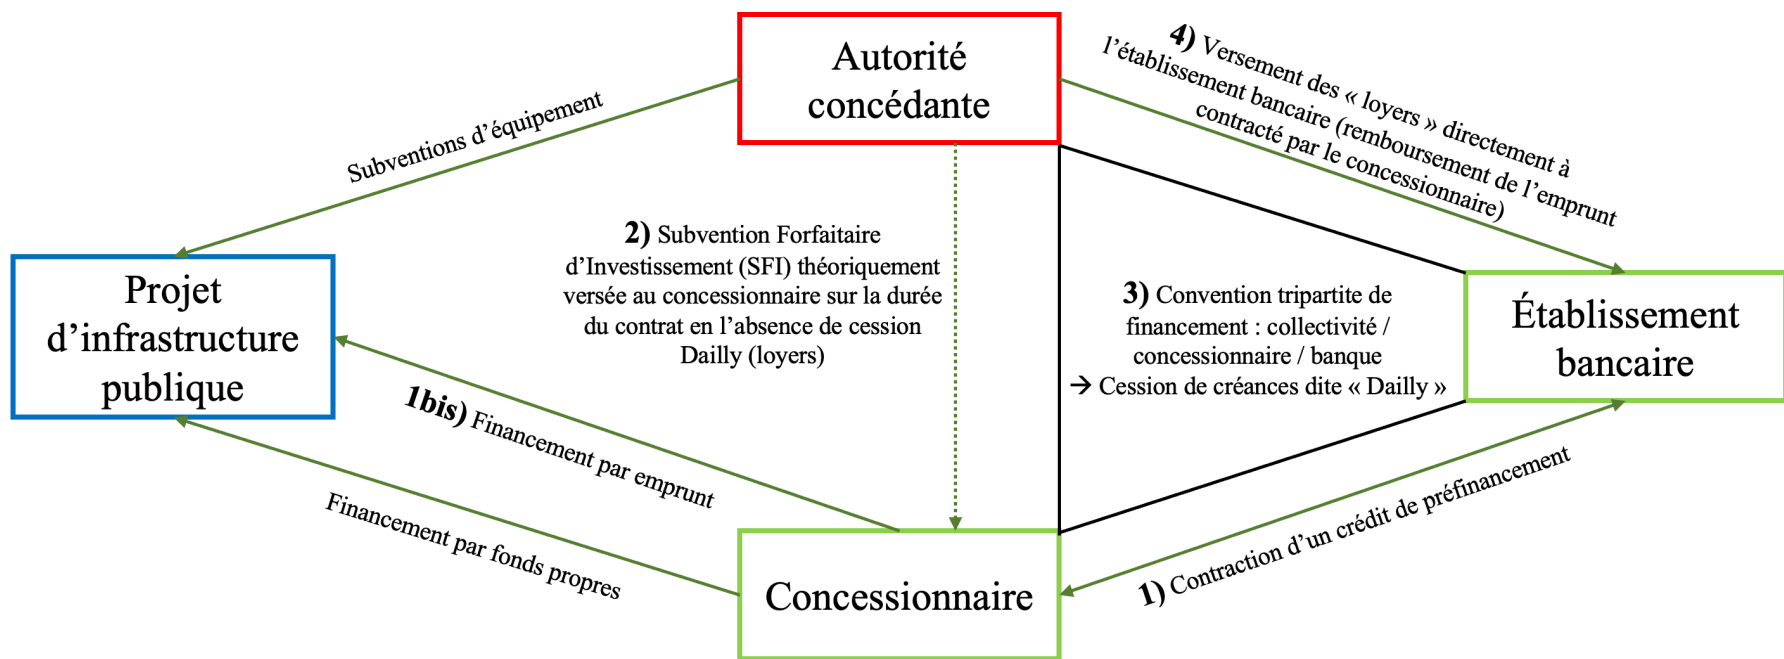 Autorité
concédante
4) Versement des « loyers » directement à
l’établissement bancaire (remboursement de l’emprunt
contracté par le concessionnaire)
Subventions d’équipement
2) Subvention Forfaitaire
d’Investissement (SFI) théoriquement
versée au concessionnaire sur la durée
du contrat en l’absence de cession
Dailly (loyers)
Projet
d’infrastructure
publique
3) Convention tripartite de
financement : collectivité /
concessionnaire / banque
→ Cession de créances dite « Dailly »
Établissement
bancaire
1bis) Financement par emprunt
Financement par fonds propres
Concessionnaire
1) Contraction d’un crédit de préfinancement